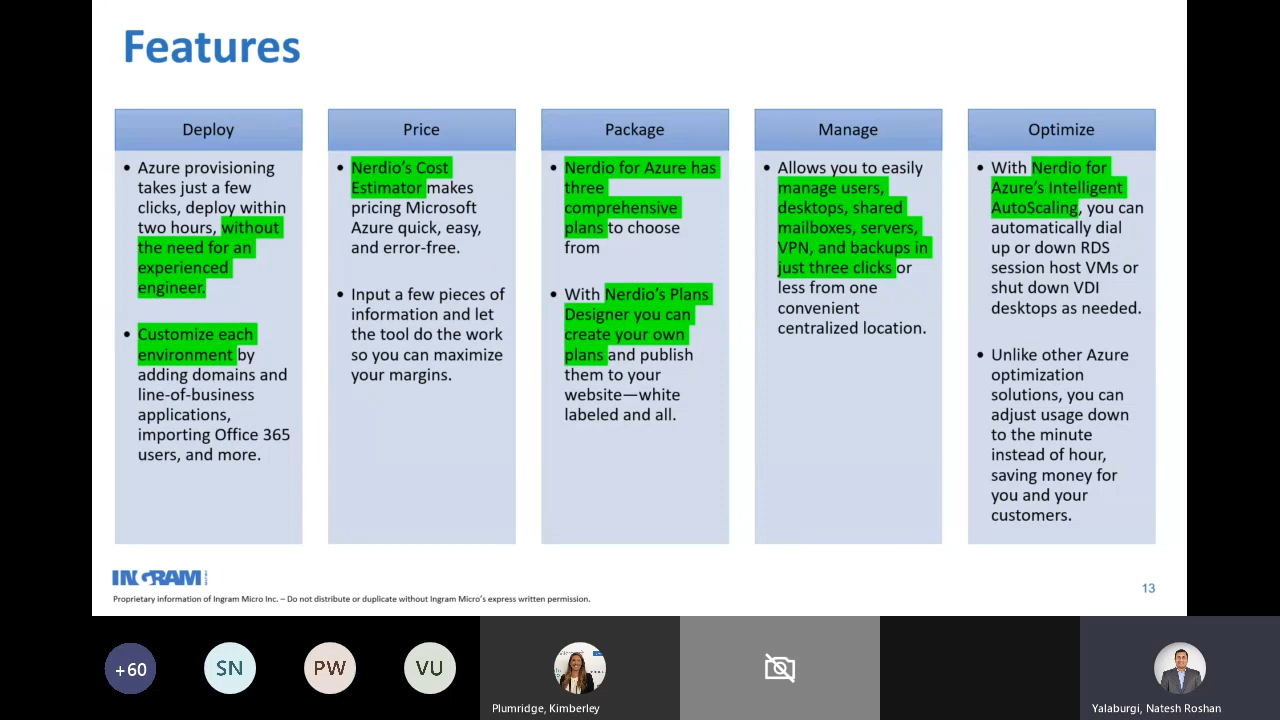 Features
Deploy
• Azure provisioning
takes just a few
clicks, deploy within
two hours, without
the need for an
experienced
engineer.
• Customize each
environment by
adding domains and
line-of-business
applications,
importing Office 365
users, and more.
Price
• Nerdio’s Cost
Estimator makes
pricing Microsoft
Azure quick, easy,
and error-free.
• Input a few pieces of
information and let
the tool do the work
so you can maximize
your margins.
Package
• Nerdio for Azure has
three
comprehensive
plans to choose
from
• With Nerdio’s Plans
Designer you can
create your own
plans and publish
them to your
website—white
labeled and all.
Manage
• Allows you to easily
manage users,
desktops, shared
mailboxes, servers,
VPN, and backups in
just three clicks or
less from one
convenient
centralized location.
Optimize
• With Nerdio for
Azure’s Intelligent
AutoScaling, you can
automatically dial
up or down RDS
session host VMs or
shut down VDI
desktops as needed.
• Unlike other Azure
optimization
solutions, you can
adjust usage down
to the minute
instead of hour,
saving money for
you and your
customers.
INGRAM
Proprietary information of Ingram Micro Inc. – Do not distribute or duplicate without Ingram Micro’s express written permission.
13
+60
SN
PW
VU
Plumridge, Kimberley
Yalaburgi, Natesh Roshan